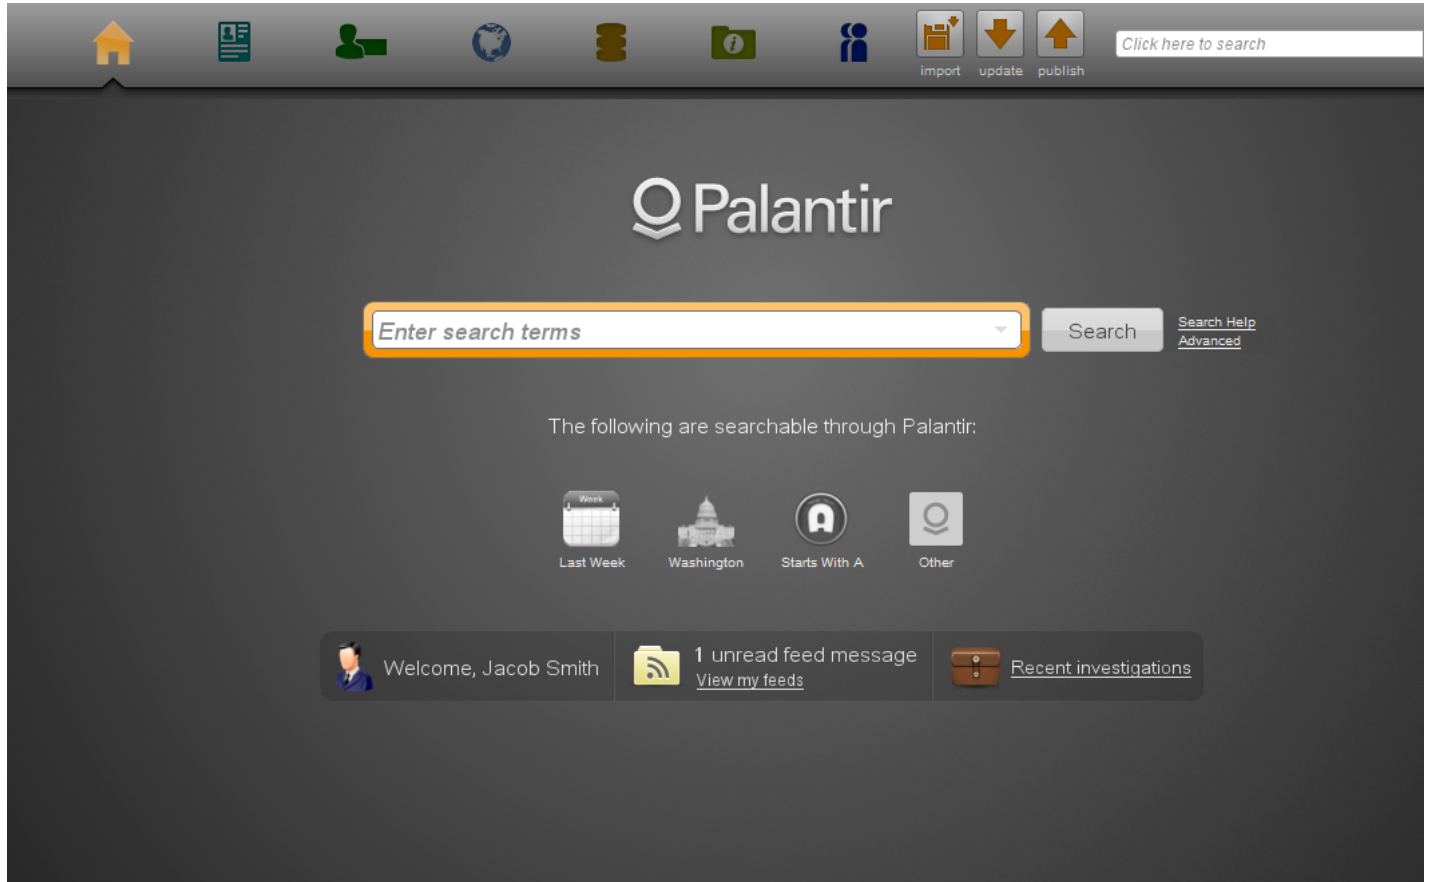 import update publish
Click here to search
Palantir
Enter search terms
Search
Search Help
Advanced
The following are searchable through Palantir:
Week
A
Last Week
Washington
Starts With A
Other
Welcome, Jacob Smith
1 unread feed message
View my feeds
Recent investigations